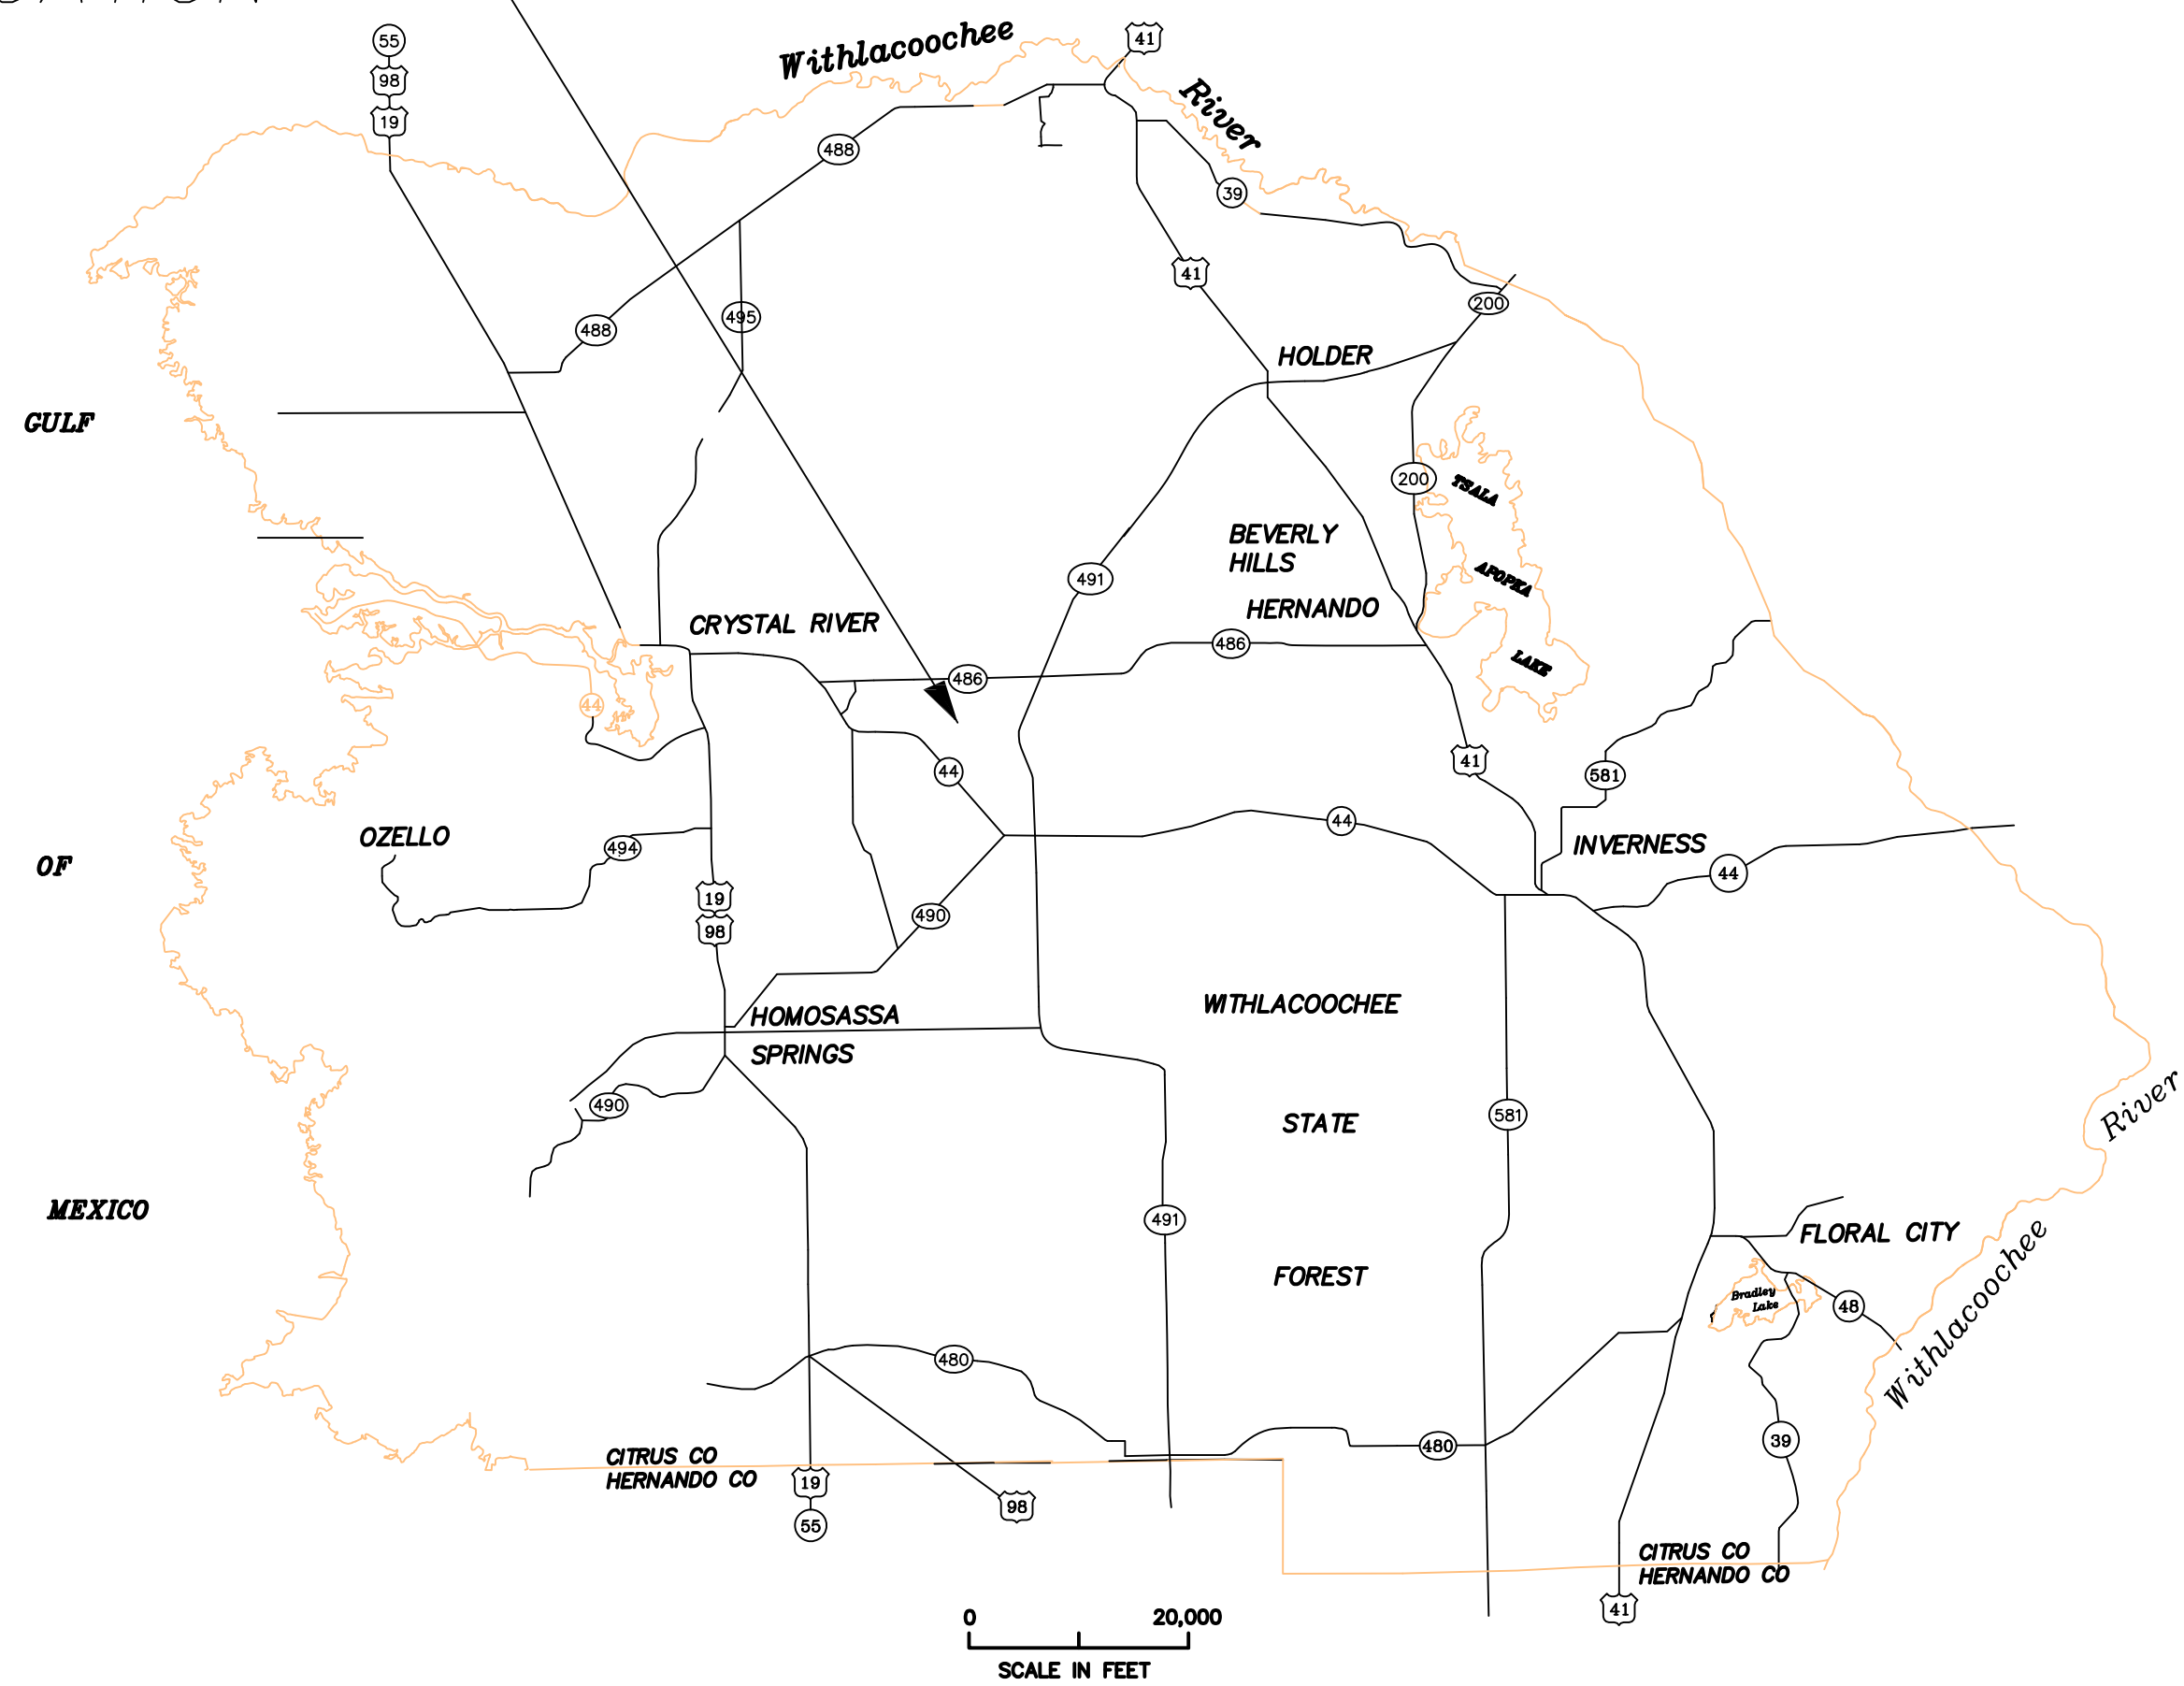 55
98
19
Withlacoochee
River
41
488
39
41
200
488
495
HOLDER
GULF
200
TSALA
BEVERLY
HILLS
491
APOPKA
HERNANDO
CRYSTAL RIVER
486
486
LAKE
44
41
44
581
44
OZELLO
494
INVERNESS
44
OF
19
490
98
WITHLACOOCHEE
HOMOSASSA
SPRINGS
490
STATE
581
River
MEXICO
491
FLORAL CITY
FOREST
Bradley
Lake
48
Withlacoochee
480
480
39
CITRUS CO
HERNANDO CO
19
98
55
CITRUS CO
HERNANDO CO
41
0 20,000
SCALE IN FEET